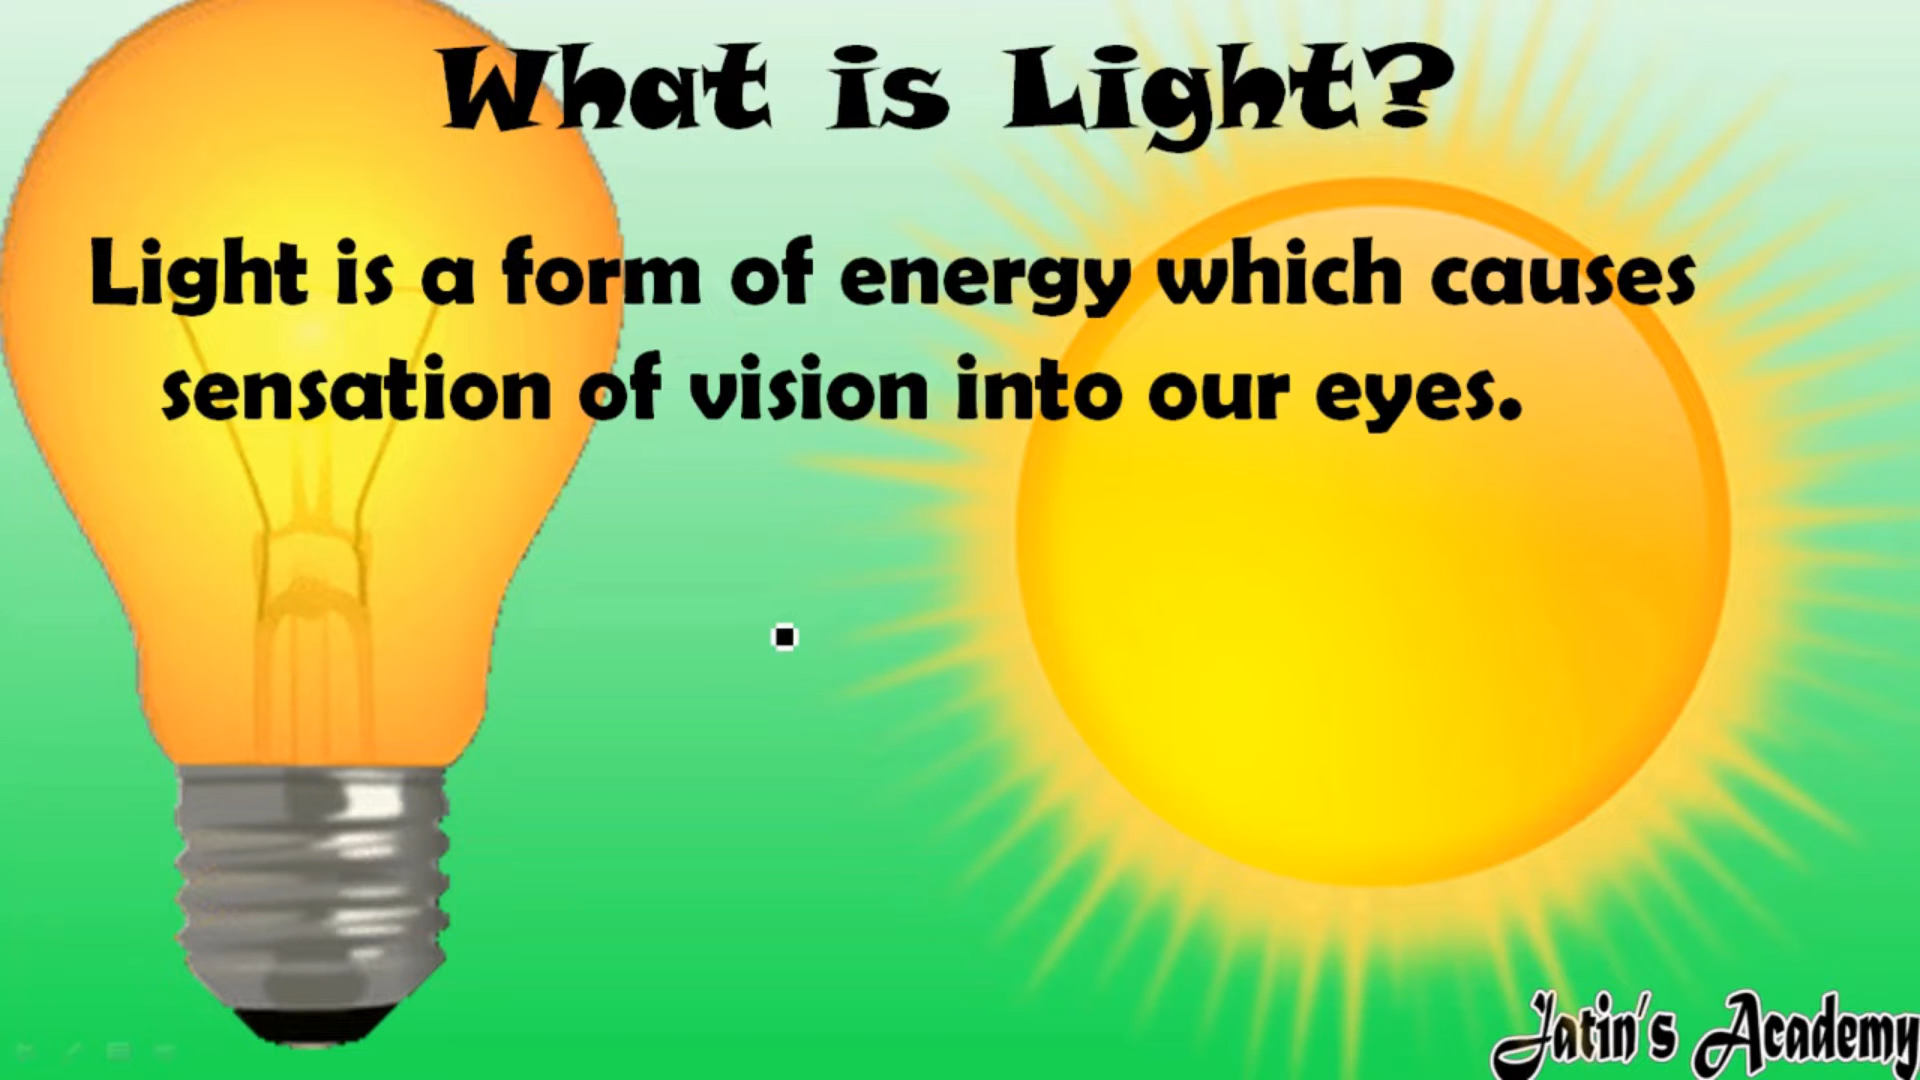 What is Light?
Light is a form of energy which causes
sensation of vision into our eyes.
Jatin's Academy